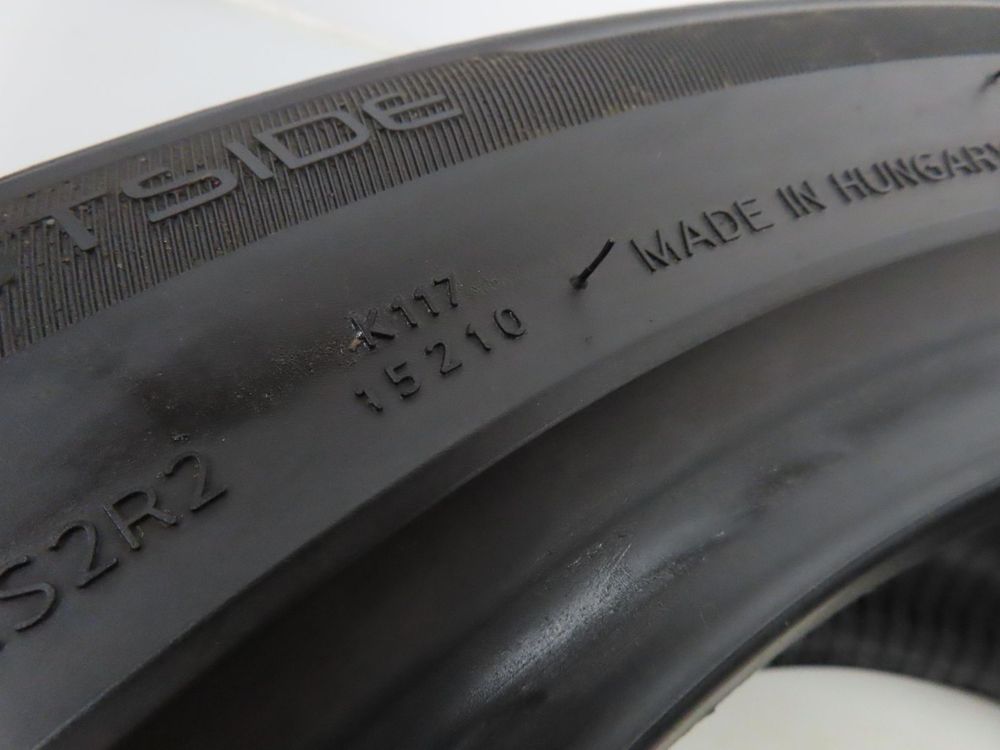 TSIDE
MADE IN HUNGARY
K117
15210
S2R2